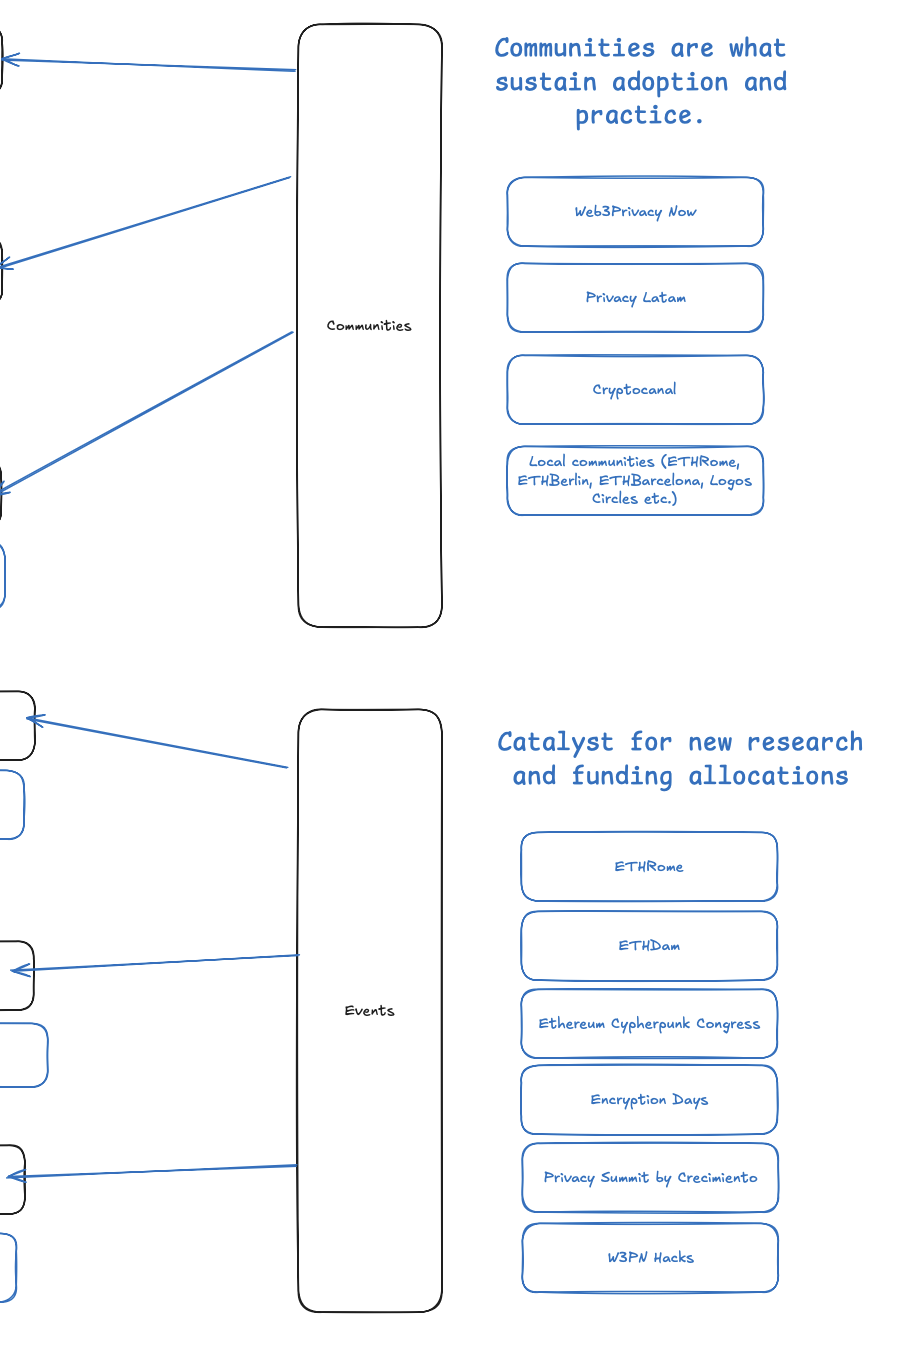 Communities are what
sustain adoption and
practice.
Web3Privacy Now
Privacy Latam
Communities
Cryptocanal
Local communities (ETHRome,
ETHBerlin, ETHBarcelona, Logos
Circles etc.)
Catalyst for new research
and funding allocations
ETHRome
ETHDam
Events
Ethereum Cypherpunk Congress
Encryption Days
Privacy Summit by Crecimiento
W3PN Hacks